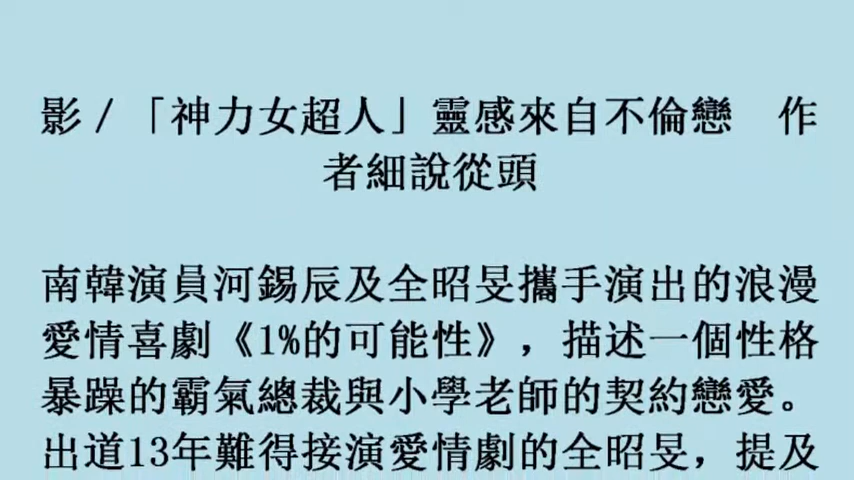 影／「神力女超人」靈感來自不倫戀　作
者細說從頭
南韓演員河錫辰及全昭旻攜手演出的浪漫
愛情喜劇《1%的可能性》，描述一個性格
暴躁的霸氣總裁與小學老師的契約戀愛。
出道13年難得接演愛情劇的全昭旻，提及